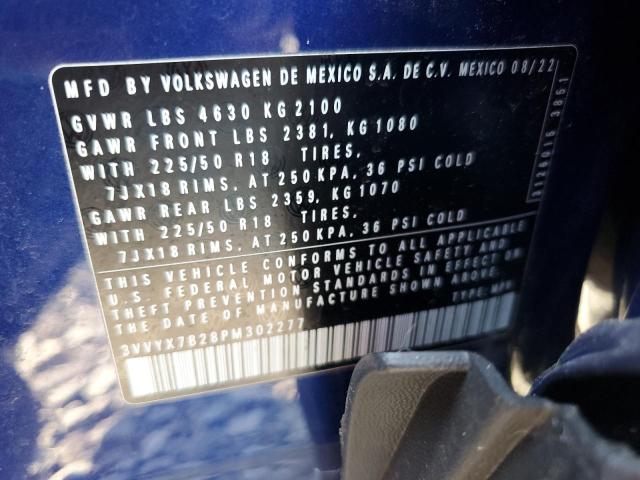 MFD BY VOLKSWAGEN DE MEXICO S.A. DE C.V. MEXICO 08/22
GVWR LBS 4630 KG 2100
GAWR FRONT LBS 2381, KG 1080
WITH 225/50 R18 TIRES,
7JX18 RIMS, AT 250 KPA, 36 PSI COLD
GAWR REAR LBS 2359, KG 1070
WITH 225/50 R18 TIRES,
7JX18 RIMS, AT 250 KPA, 36 PSI COLD
THIS VEHICLE CONFORMS TO ALL APPLICABLE
U.S. FEDERAL MOTOR VEHICLE SAFETY AND
THEFT PREVENTION STANDARDS IN EFFECT ON
THE DATE OF MANUFACTURE SHOWN ABOVE.
3VVYX7B28PM302277
TYPE: MPV
3851